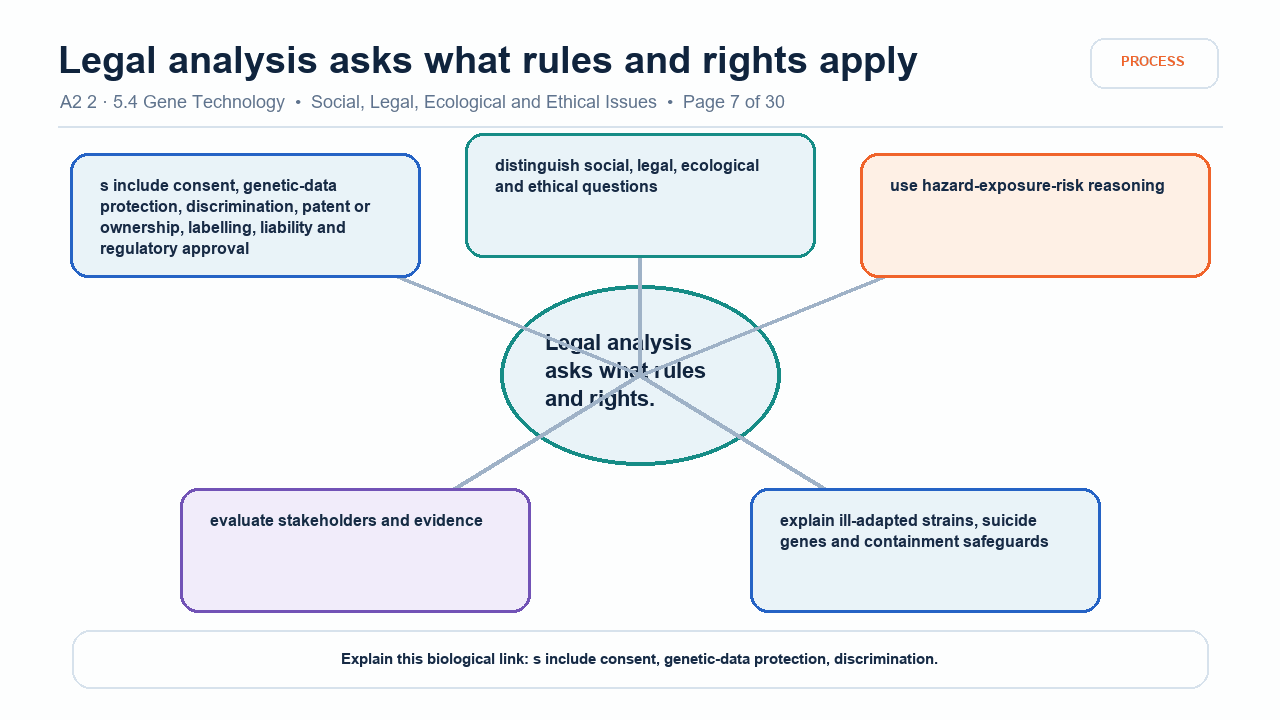 Legal analysis asks what rules and rights apply
PROCESS
A2 2 · 5.4 Gene Technology • Social, Legal, Ecological and Ethical Issues • Page 7 of 30
s include consent, genetic-data
protection, discrimination, patent or
ownership, labelling, liability and
regulatory approval
distinguish social, legal, ecological
and ethical questions
use hazard-exposure-risk reasoning
Legal analysis
asks what rules
and rights.
evaluate stakeholders and evidence
explain ill-adapted strains, suicide
genes and containment safeguards
Explain this biological link: s include consent, genetic-data protection, discrimination.